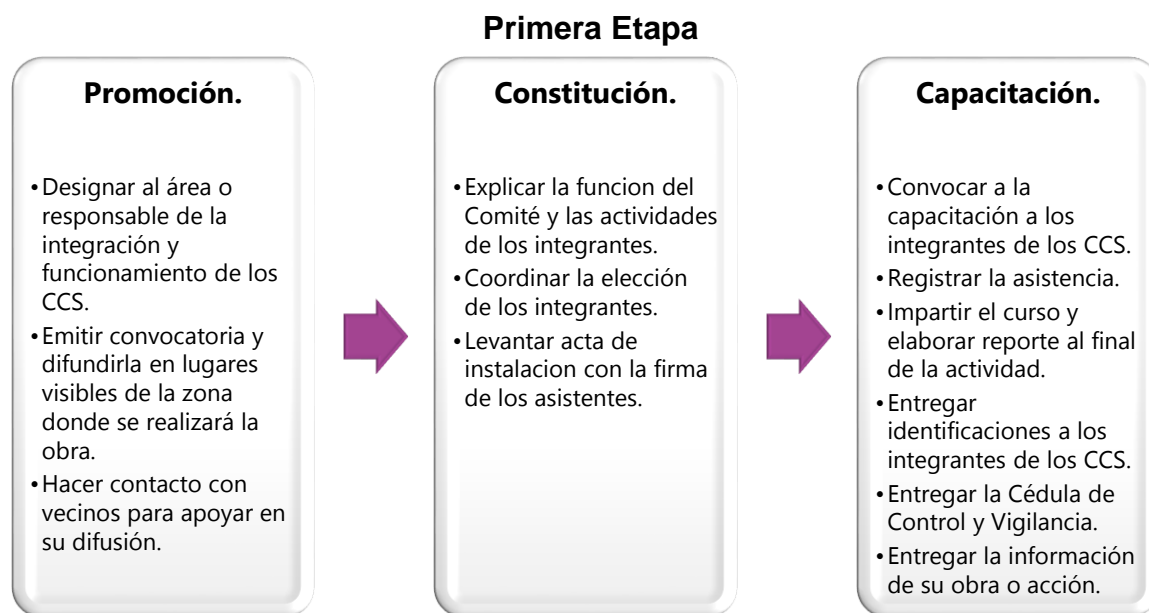 Primera Etapa
Promoción.
•Designar al área o
responsable de la
integración y
funcionamiento de los
CCS.
•Emitir convocatoria y
difundirla en lugares
visibles de la zona
donde se realizará la
obra.
•Hacer contacto con
vecinos para apoyar en
su difusión.
Constitución.
•Explicar la funcion del
Comité y las actividades
de los integrantes.
•Coordinar la elección
de los integrantes.
•Levantar acta de
instalacion con la firma
de los asistentes.
Capacitación.
•Convocar a la
capacitación a los
integrantes de los CCS.
•Registrar la asistencia.
•Impartir el curso y
elaborar reporte al final
de la actividad.
•Entregar
identificaciones a los
integrantes de los CCS.
•Entregar la Cédula de
Control y Vigilancia.
•Entregar la información
de su obra o acción.